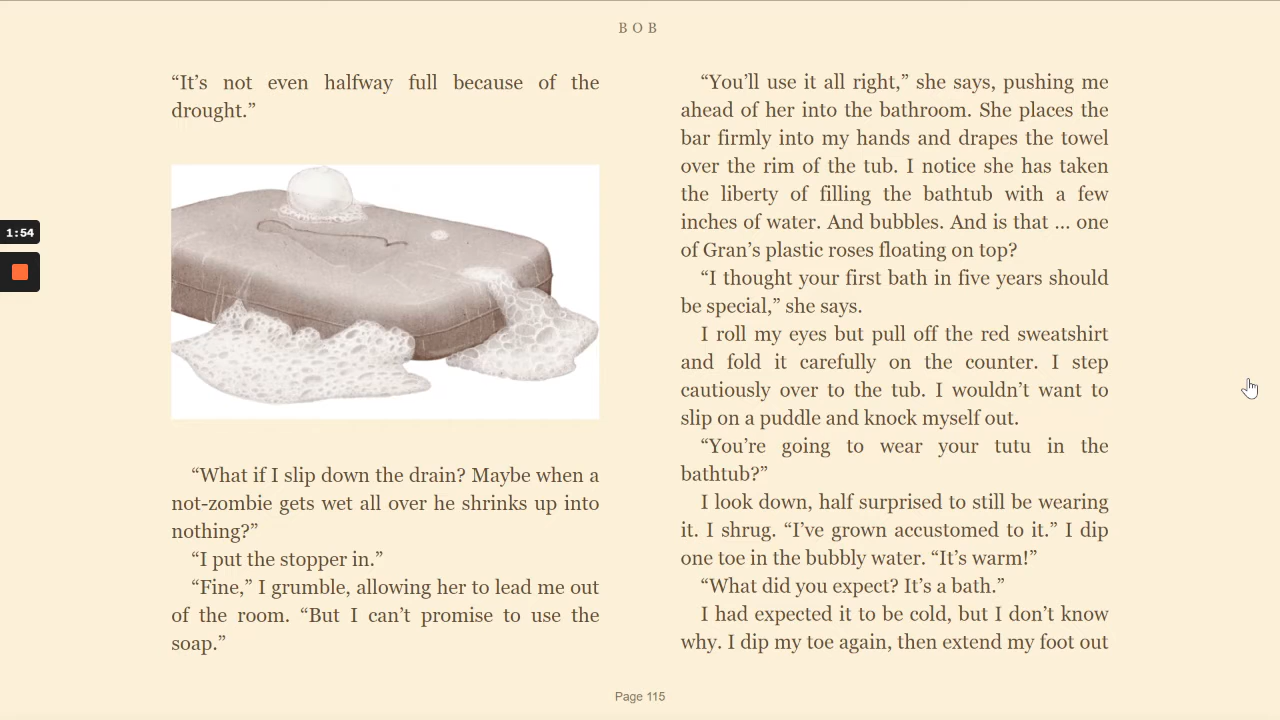 BOB
“It’s not even halfway full because of the
drought.”
“What if I slip down the drain? Maybe when a
not-zombie gets wet all over he shrinks up into
nothing?”
“I put the stopper in.”
“Fine,” I grumble, allowing her to lead me out
of the room. “But I can’t promise to use the
soap.”
“You’ll use it all right,” she says, pushing me
ahead of her into the bathroom. She places the
bar firmly into my hands and drapes the towel
over the rim of the tub. I notice she has taken
the liberty of filling the bathtub with a few
inches of water. And bubbles. And is that ... one
of Gran’s plastic roses floating on top?
“I thought your first bath in five years should
be special,” she says.
I roll my eyes but pull off the red sweatshirt
and fold it carefully on the counter. I step
cautiously over to the tub. I wouldn’t want to
slip on a puddle and knock myself out.
“You’re going to wear your tutu in the
bathtub?”
I look down, half surprised to still be wearing
it. I shrug. “I’ve grown accustomed to it.” I dip
one toe in the bubbly water. “It’s warm!”
“What did you expect? It’s a bath.”
I had expected it to be cold, but I don’t know
why. I dip my toe again, then extend my foot out
Page 115
1:54